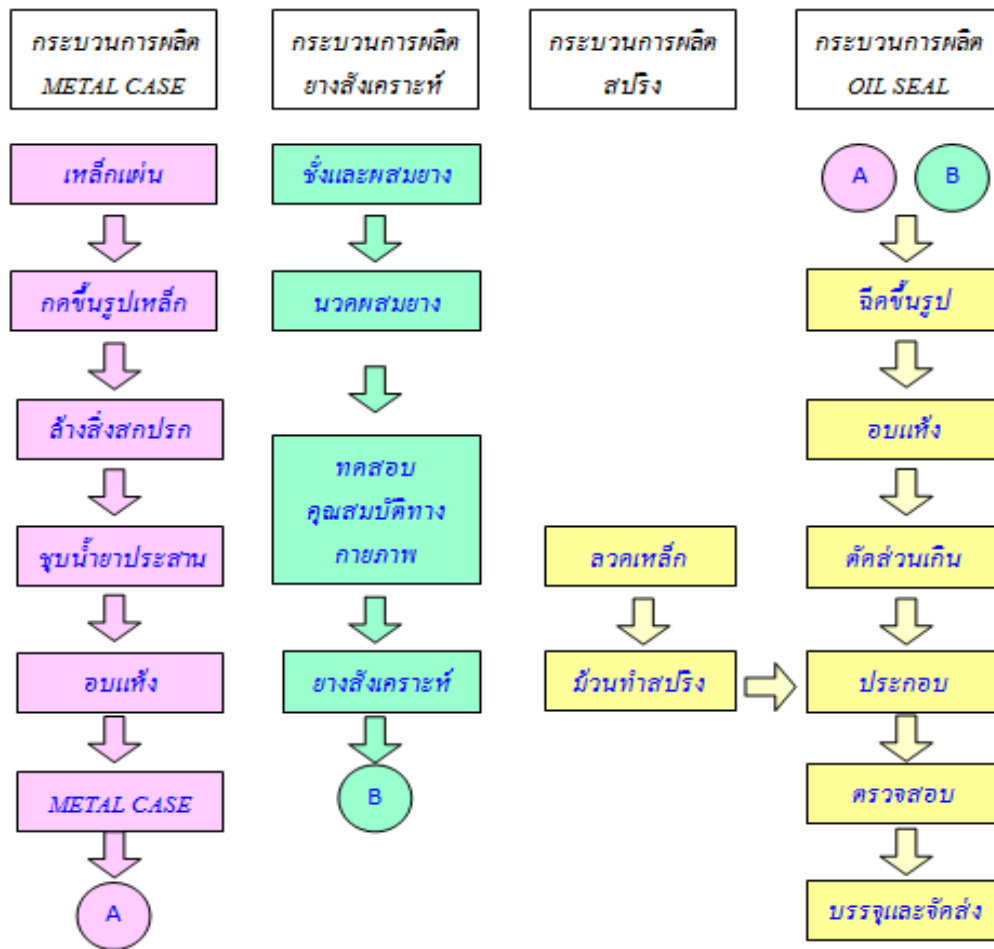 กระบวนการผลิต
METAL CASE
เหล็กแผ่น
กดขึ้นรูปเหล็ก
ล้างสิ่งสกปรก
ชุบน้ำยาประสาน
อบแห้ง
METAL CASE
A
กระบวนการผลิต
ยางสังเคราะห์
ชั่งและผสมยาง
นวดผสมยาง
ทดสอบ
คุณสมบัติทาง
กายภาพ
ยางสังเคราะห์
B
กระบวนการผลิต
สปริง
ลวดเหล็ก
ม้วนทำสปริง
กระบวนการผลิต
OIL SEAL
A
B
ฉีดขึ้นรูป
อบแห้ง
ตัดส่วนเกิน
ประกอบ
ตรวจสอบ
บรรจุและจัดส่ง